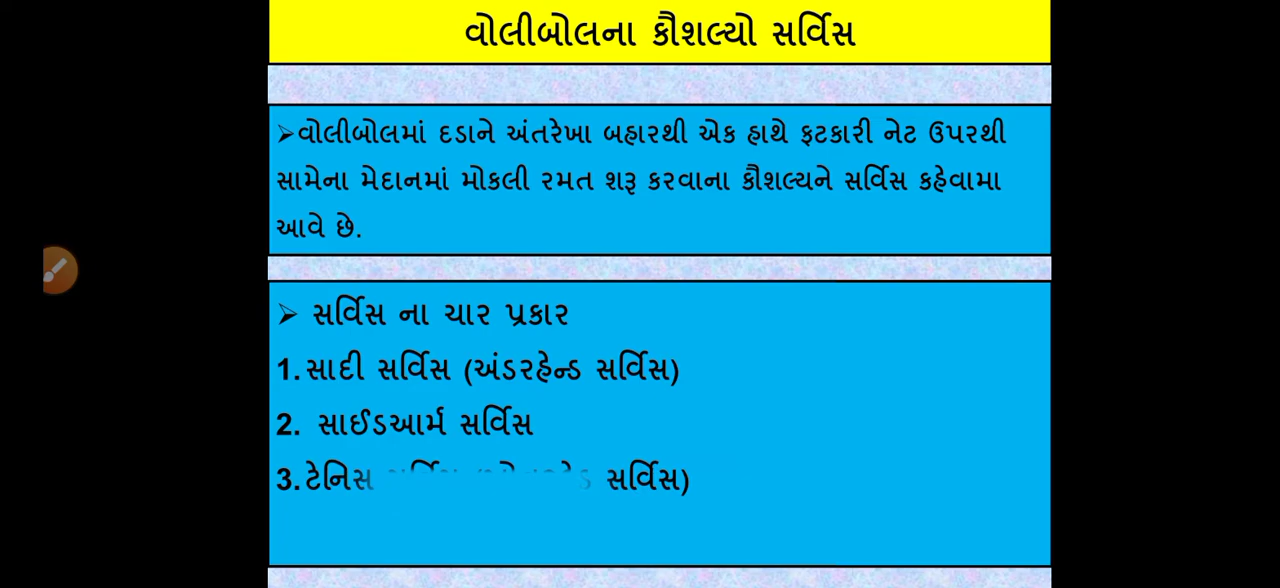 વોલીબોલના કૌશલ્યો સર્વિસ
➢વોલીબોલમાં દડાને અંતરેખા બહારથી એક હાથે ફટકારી નેટ ઉપરથી
સામેના મેદાનમાં મોકલી રમત શરૂ કરવાના કૌશલ્યને સર્વિસ કહેવામા
આવે છે.
➢ સર્વિસ ના ચાર પ્રકાર
1.સાદી સર્વિસ (અંડરહેન્ડ સર્વિસ)
2. સાઈડઆર્મ સર્વિસ
3.ટેનિસ સર્વિસ)